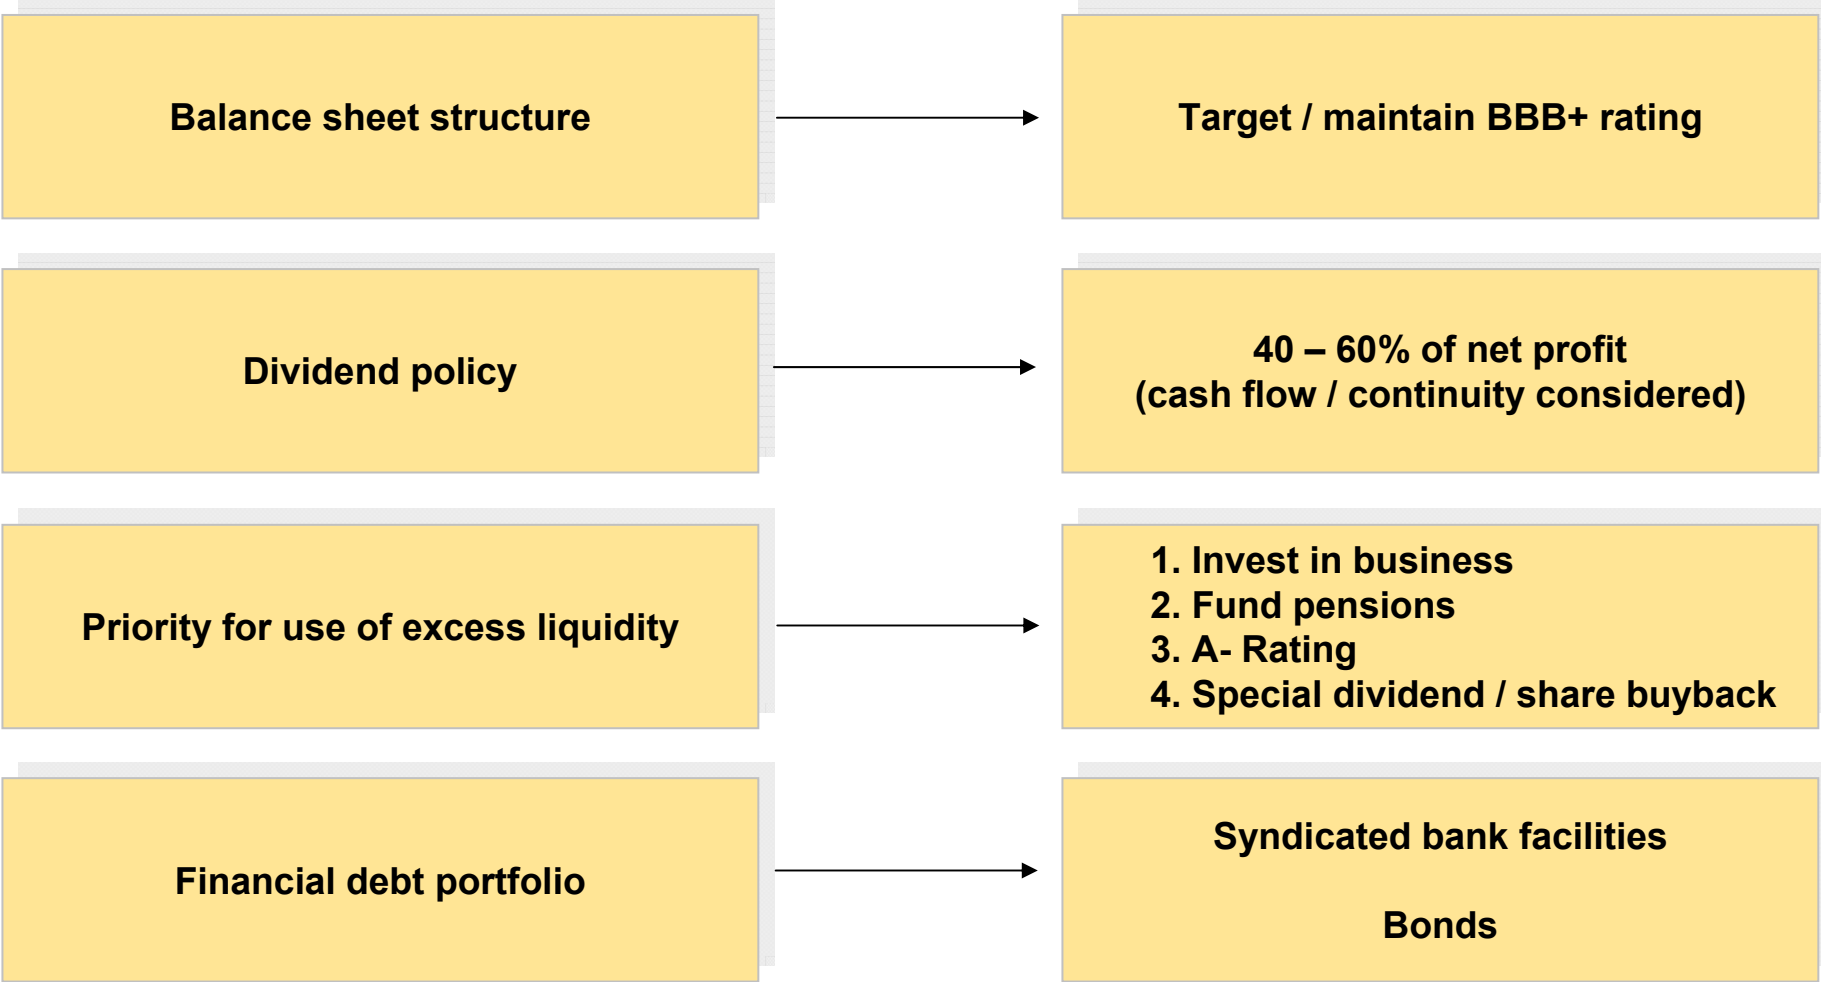 Balance sheet structure
Target / maintain BBB+ rating
Dividend policy
40 – 60% of net profit
(cash flow / continuity considered)
Priority for use of excess liquidity
1. Invest in business
2. Fund pensions
3. A- Rating
4. Special dividend / share buyback
Financial debt portfolio
Syndicated bank facilities
Bonds